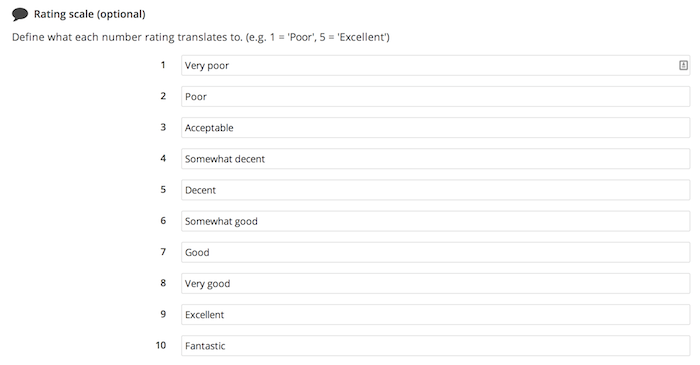 Rating scale (optional)
Define what each number rating translates to. (e.g. 1 = 'Poor', 5 = 'Excellent')
1 Very poor
2 Poor
3 Acceptable
4 Somewhat decent
5 Decent
6 Somewhat good
7 Good
8 Very good
9 Excellent
10 Fantastic